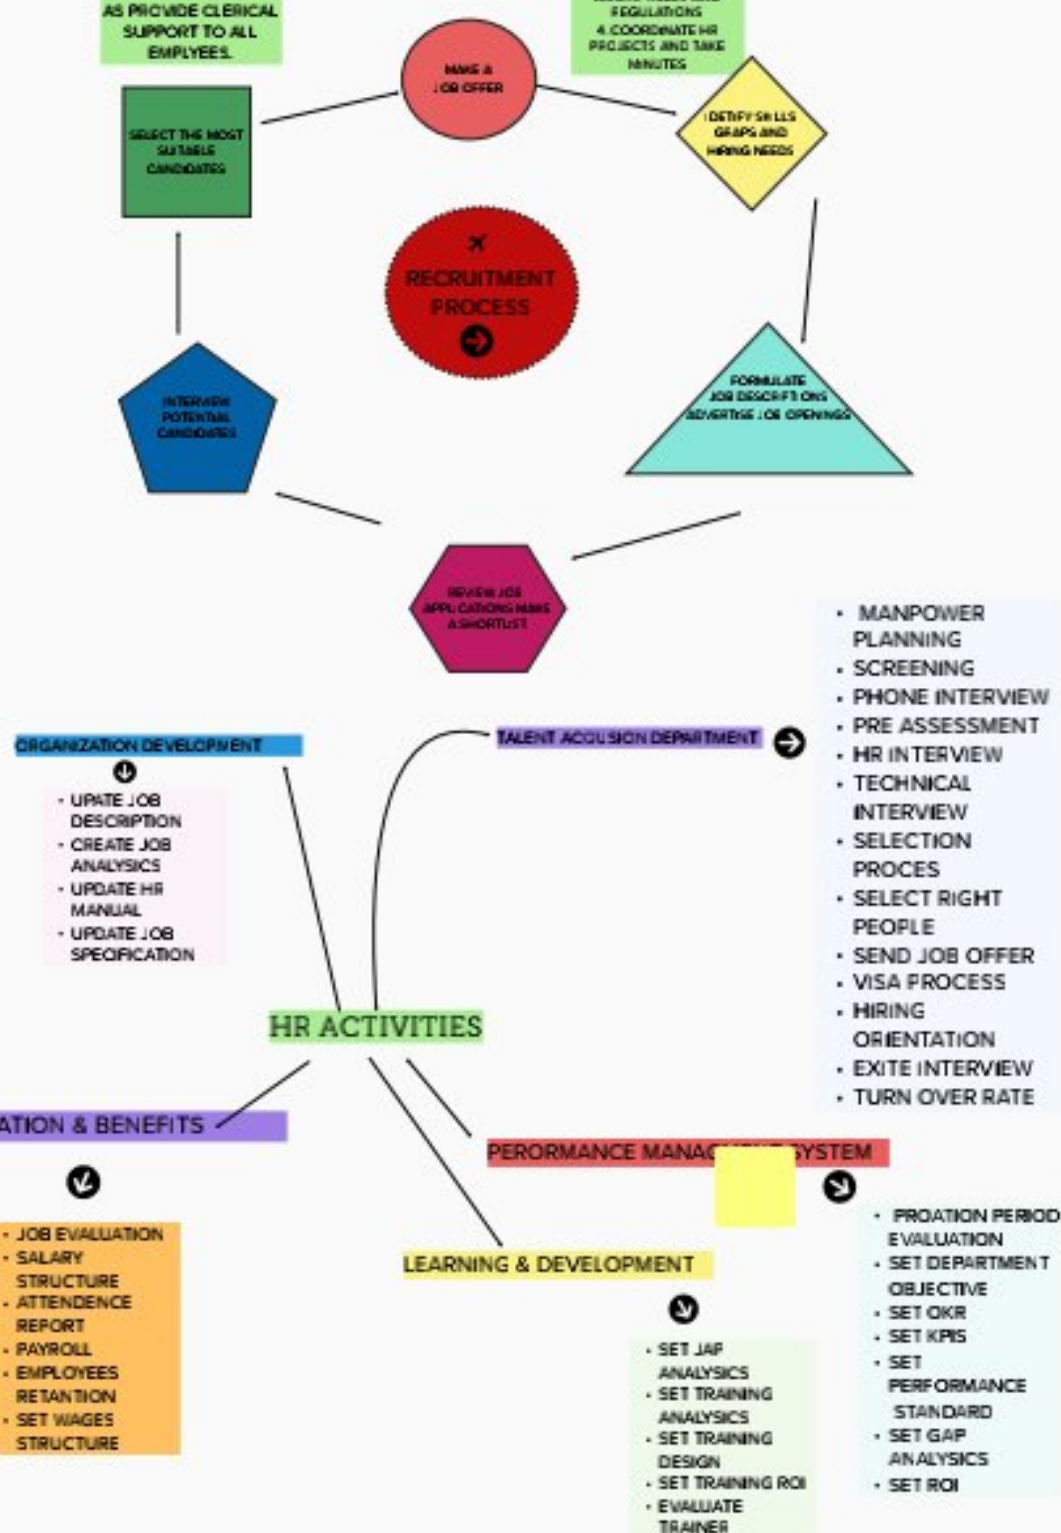 AS PROVIDE CLERICAL
SUPPORT TO ALL
EMPLYEES.
REGULATIONS
4. COORDINATE HR
PROJECTS AND TAKE
MINUTES
MAKE A
JOB OFFER
IDETIFY SKILLS
GEAPS AND
HIRING NEEDS
SELECT THE MOST
SUITABLE
CANDIDATES
RECRUITMENT
PROCESS
FORMULATE
JOB DESCRIPTIONS
ADVERTISE JOB OPENINGS
INTERVIEW
POTENTIAL
CANDIDATES
REVIEW JOB
APPLICATIONS MAKE
A SHORTLIST
ORGANIZATION DEVELOPMENT
• UPATE JOB
DESCRIPTION
• CREATE JOB
ANALYSICS
• UPDATE HR
MANUAL
• UPDATE JOB
SPECIFICATION
TALENT ACQUSION DEPARTMENT
• MANPOWER
PLANNING
• SCREENING
• PHONE INTERVIEW
• PRE ASSESSMENT
• HR INTERVIEW
• TECHNICAL
INTERVIEW
• SELECTION
PROCES
• SELECT RIGHT
PEOPLE
• SEND JOB OFFER
• VISA PROCESS
• HIRING
ORIENTATION
• EXITE INTERVIEW
• TURN OVER RATE
HR ACTIVITIES
ATION & BENEFITS
• JOB EVALUATION
• SALARY
STRUCTURE
• ATTENDENCE
REPORT
• PAYROLL
• EMPLOYEES
RETANTION
• SET WAGES
STRUCTURE
PERORMANCE SYSTEM
• PROATION PERIOD
EVALUATION
• SET DEPARTMENT
OBJECTIVE
• SET OKR
• SET KPIS
• SET
PERFORMANCE
STANDARD
• SET GAP
ANALYSICS
• SET ROI
LEARNING & DEVELOPMENT
• SET JAP
ANALYSICS
• SET TRAINING
ANALYSICS
• SET TRAINING
DESIGN
• SET TRAINING ROI
• EVALUATE
TRAINER